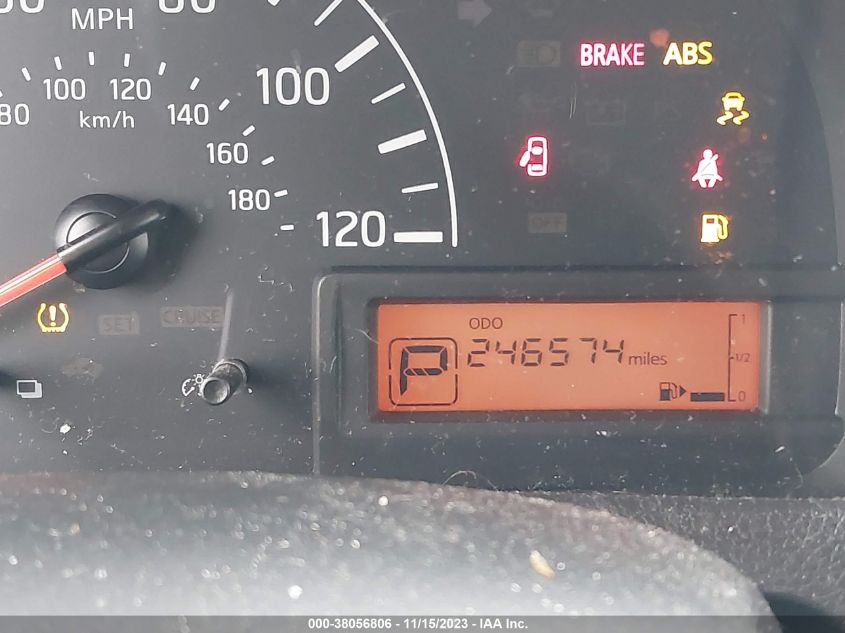 MPH
80
100
120
80
100
120
140
160
180
km/h
BRAKE ABS
OFF
SET
CRUISE
ODO
P
246574 miles
1
1/2
0
000-38056806 - 11/15/2023 - IAA Inc.